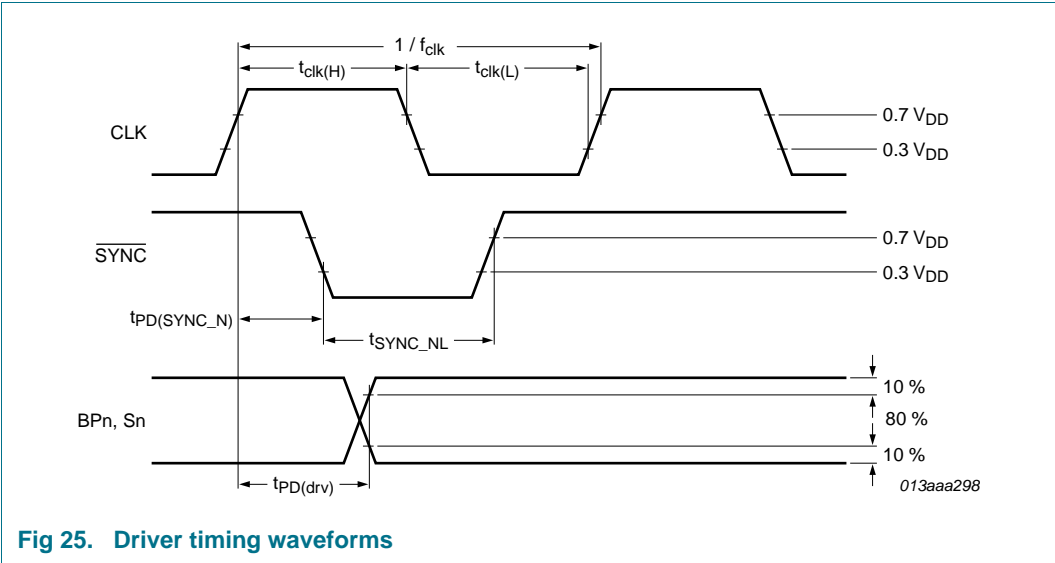 1 / fclk
tclk(H)
tclk(L)
CLK
0.7 VDD
0.3 VDD
SYNC
0.7 VDD
0.3 VDD
tPD(SYNC_N)
tSYNC_NL
BPn, Sn
10 %
80 %
10 %
tPD(drv)
013aaa298
Fig 25. Driver timing waveforms